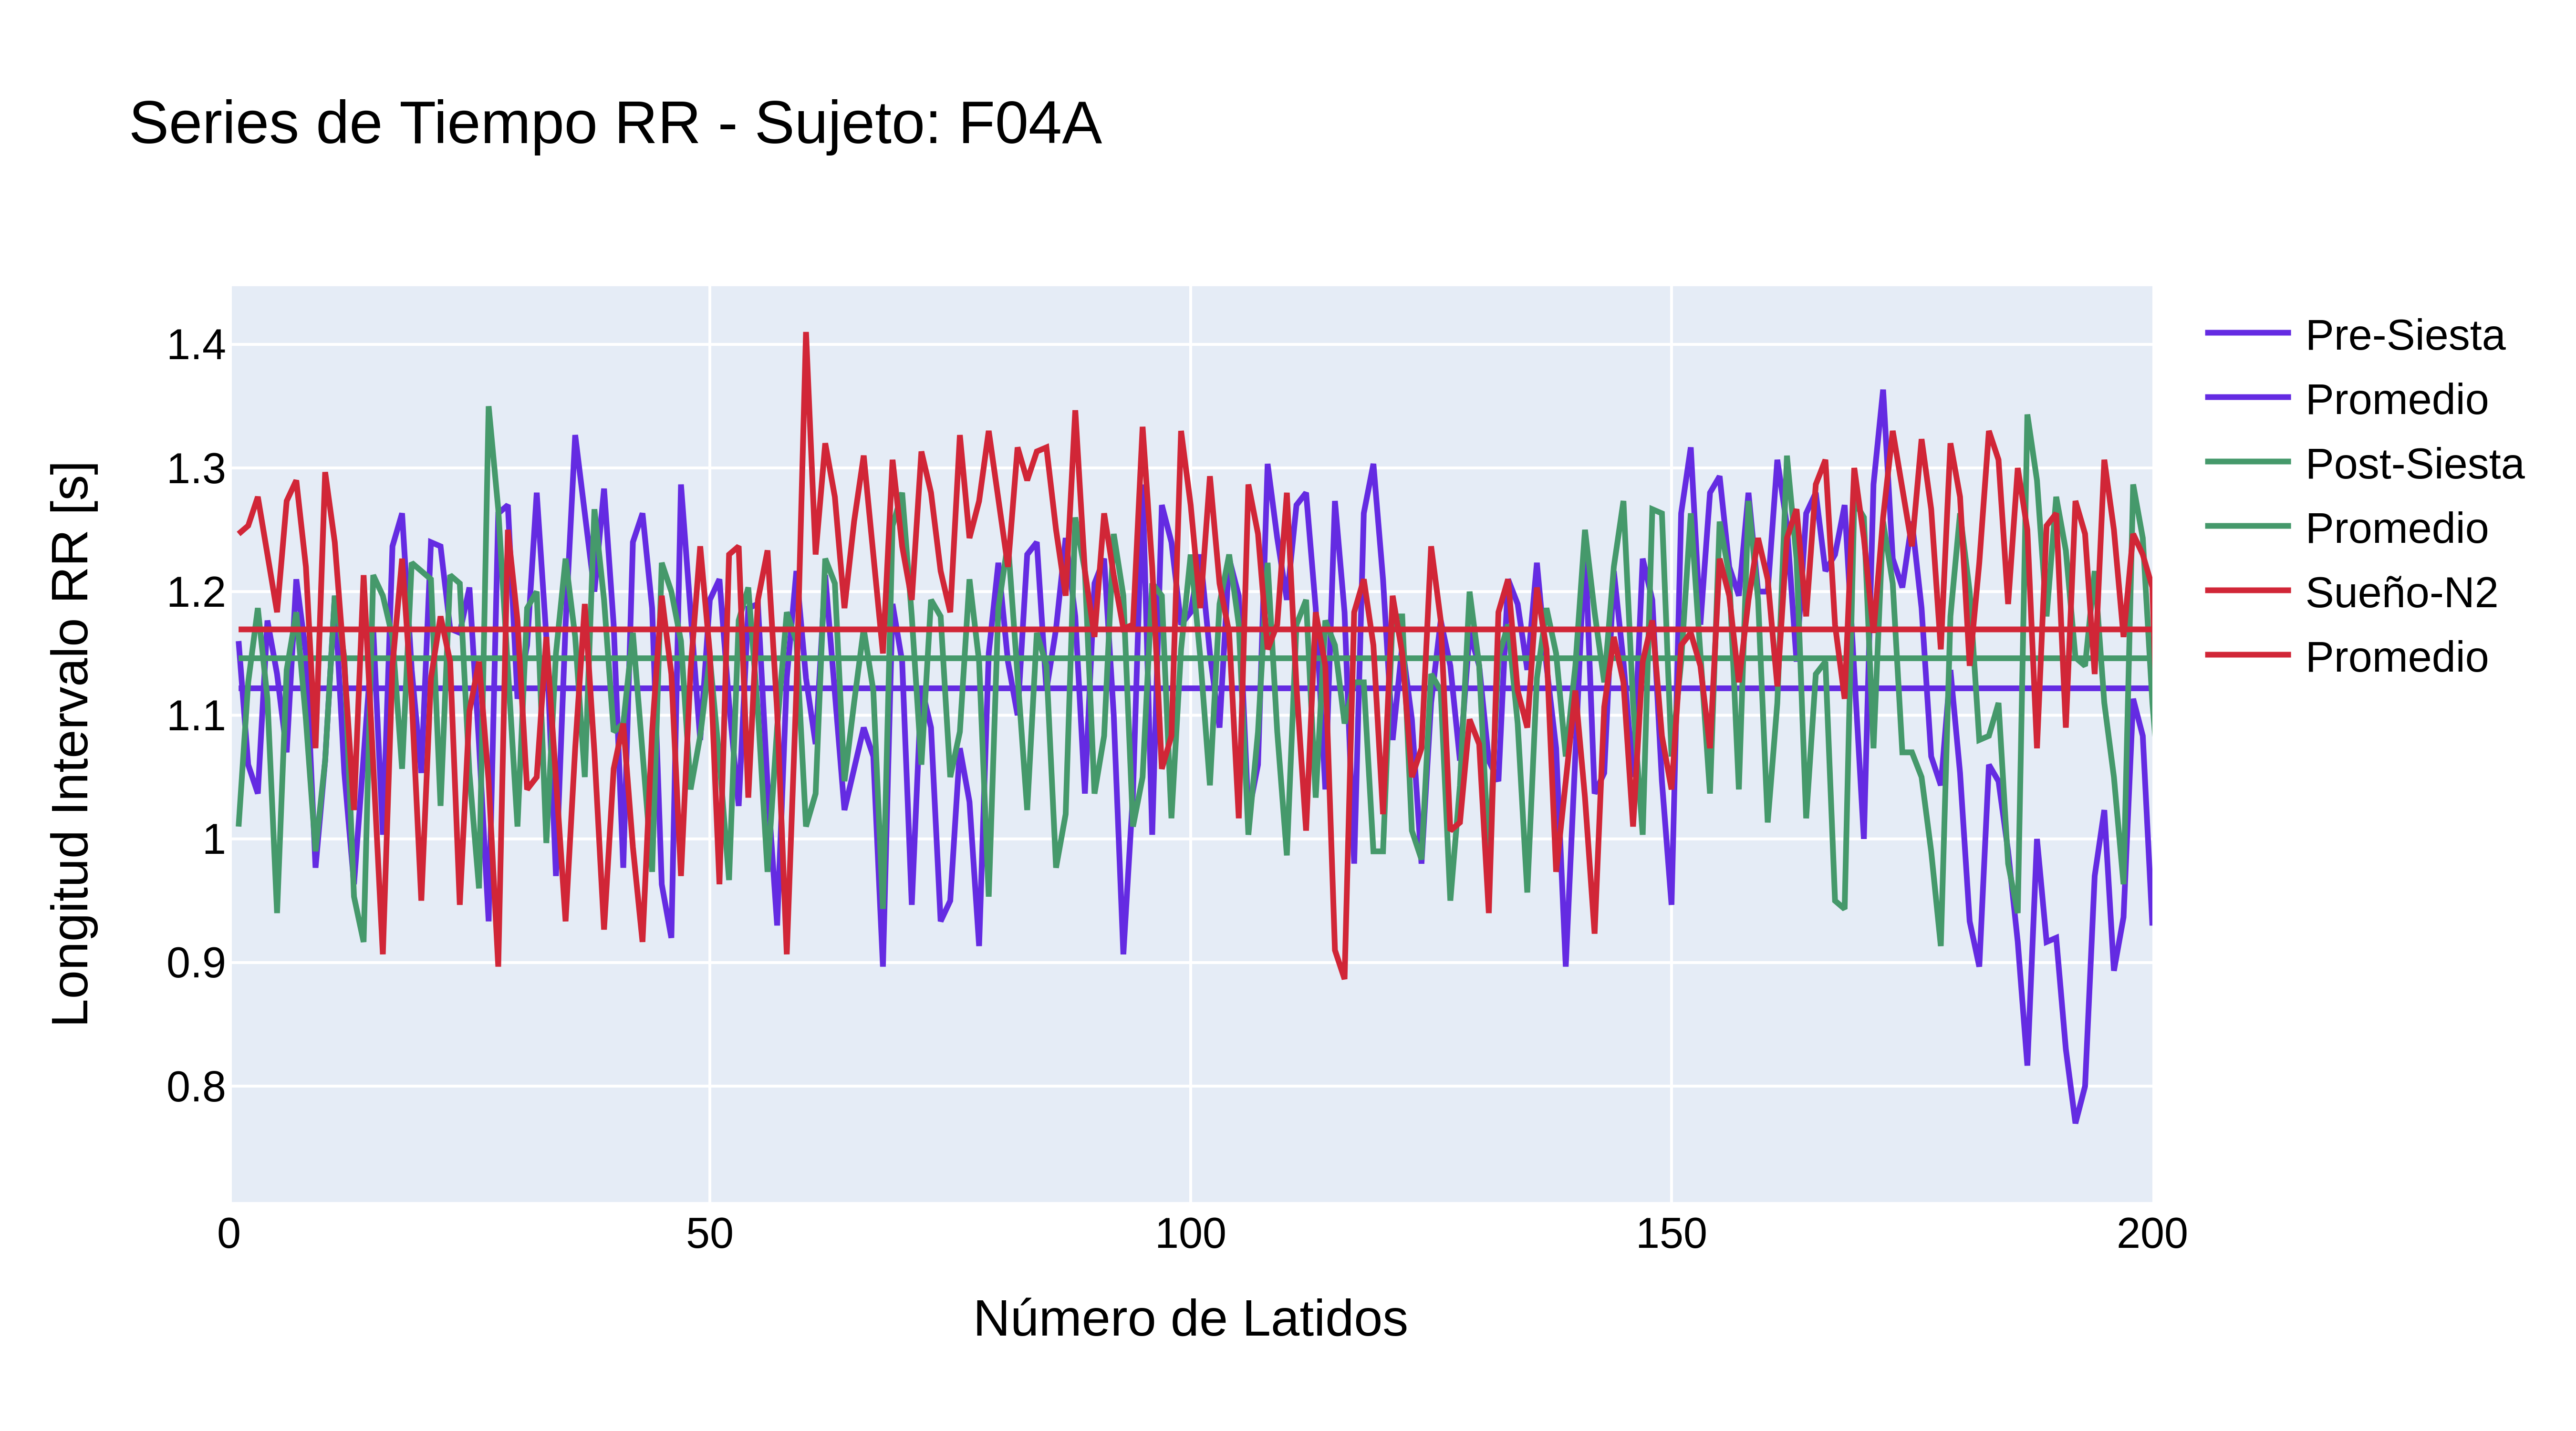 Series de Tiempo RR - Sujeto: F04A
Longitud Intervalo RR [s]
1.4
1.3
1.2
1.1
1
0.9
0.8
0
50
100
150
200
Número de Latidos
Pre-Siesta
Promedio
Post-Siesta
Promedio
Sueño-N2
Promedio